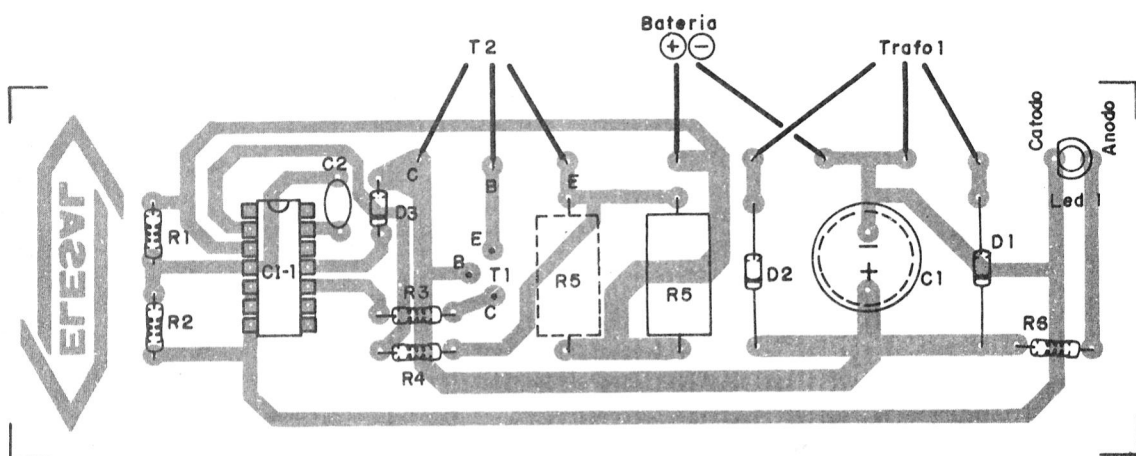 Bateria
+ −
T2
Trafo1
Catodo
Anodo
C2
C
B
E
D3
R1
CI-1
E
B
T1
C
R3
R5
R5
D2
−
+
C1
D1
Led 1
R2
R4
R6
ELESAL